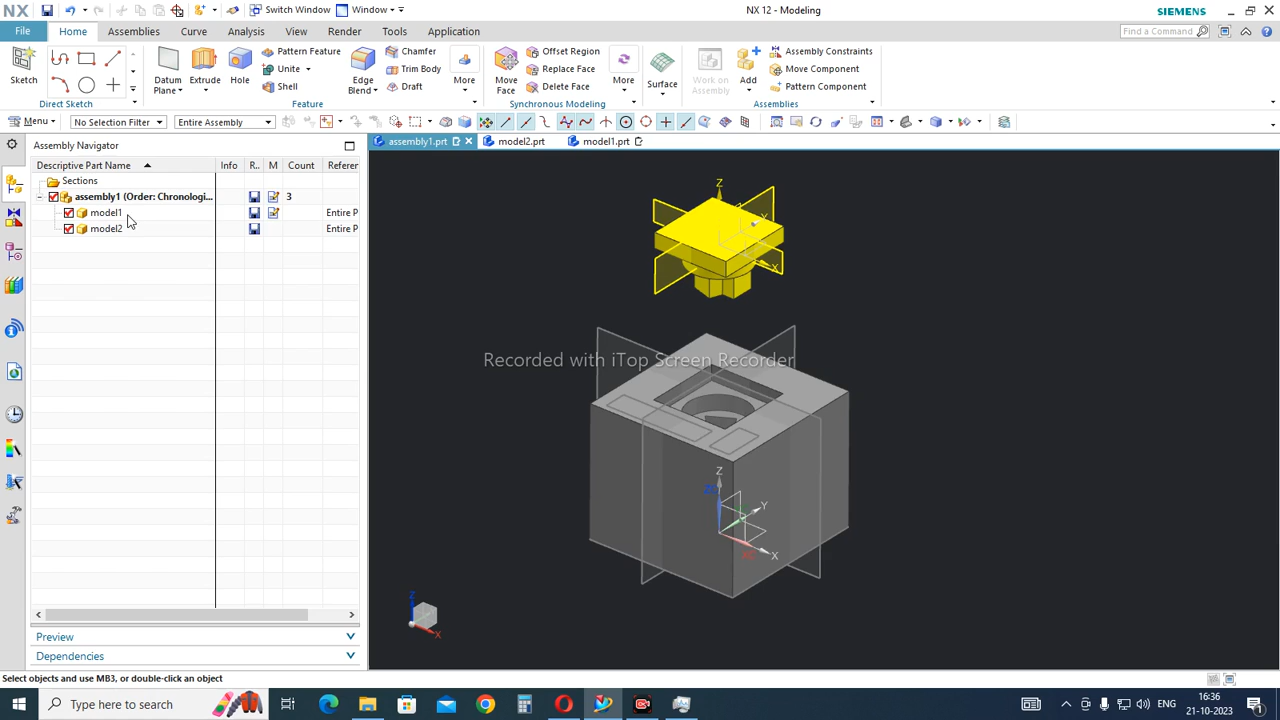 NX Switch Window Window NX 12 - Modeling SIEMENS
File Home Assemblies Curve Analysis View Render Tools Application Find a Command
Sketch Direct Sketch
Datum Plane Extrude Hole Pattern Feature Unite Shell Edge Blend Chamfer Trim Body Draft More Feature
Move Face Offset Region Replace Face Delete Face More Synchronous Modeling
Surface
Work on Assembly Add Assembly Constraints Move Component Pattern Component Assemblies
Menu No Selection Filter Entire Assembly
Assembly Navigator assembly1.prt model2.prt model1.prt
Descriptive Part Name Info R.. M Count Referer
Sections
assembly1 (Order: Chronologi... 3
model1 Entire P
model2 Entire P
Z
Y
X
Recorded with iTop Screen Recorder
Z
ZC
Y
X
XC
Z
X
Preview
Dependencies
Select objects and use MB3, or double-click an object
Type here to search ENG 16:36
21-10-2023